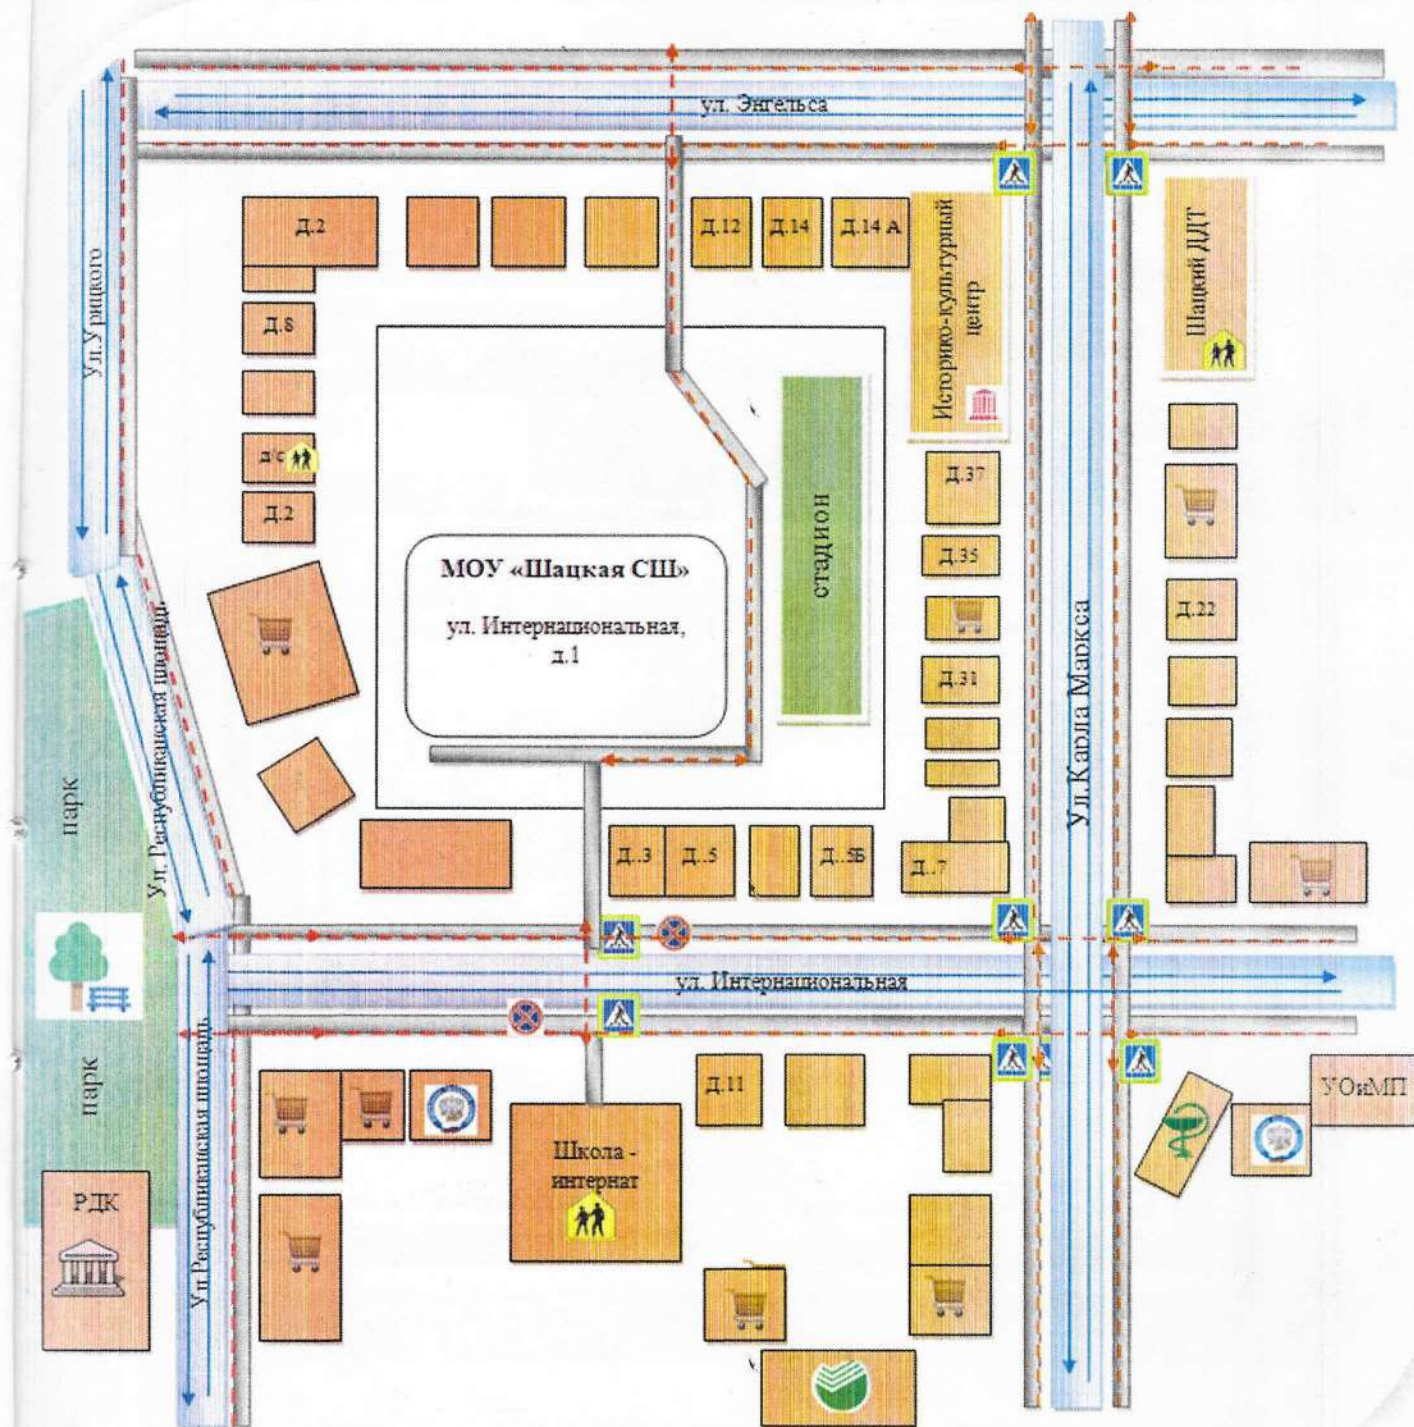 ул. Энгельса
Д.2
Д.12
Д.14
Д.14 А
Историко-культурный
центр
Шацкий ДДТ
Ул.Урицкого
Д.8
д/с
Д.2
Д.37
Д.35
Д.31
Д.22
стадион
МОУ «Шацкая СШ»
ул. Интернациональная,
д.1
Ул.Карла Маркса
Ул. Республиканская площадь
парк
Д..3
Д..5
Д..5Б
Д..7
ул. Интернациональная
парк
Ул.Республиканская площадь
Д.11
УОиМП
Школа -
интернат
РДК